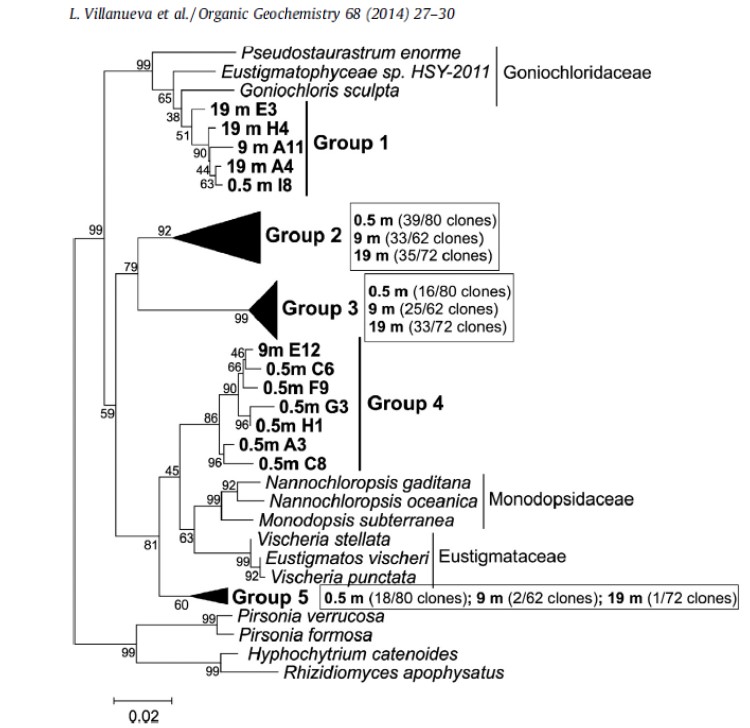 L. Villanueva et al. / Organic Geochemistry 68 (2014) 27–30
Pseudostaurastrum enorme
99
Eustigmatophyceae sp. HSY-2011
Goniochloridaceae
65
Goniochloris sculpta
38
19 m E3
51
19 m H4
9 m A11
Group 1
90
19 m A4
44
63
0.5 m I8
99
92
Group 2
0.5 m (39/80 clones)
9 m (33/62 clones)
19 m (35/72 clones)
79
99
Group 3
0.5 m (16/80 clones)
9 m (25/62 clones)
19 m (33/72 clones)
46
9m E12
66
0.5m C6
90
0.5m F9
59
0.5m G3
Group 4
86
96
0.5m H1
0.5m A3
96
0.5m C8
45
92
Nannochloropsis gaditana
99
Nannochloropsis oceanica
Monodopsidaceae
Monodopsis subterranea
63
Vischeria stellata
81
99
Eustigmatos vischeri
Eustigmataceae
92
Vischeria punctata
60
Group 5
0.5 m (18/80 clones); 9 m (2/62 clones); 19 m (1/72 clones)
99
Pirsonia verrucosa
Pirsonia formosa
99
Hyphochytrium catenoides
99
Rhizidiomyces apophysatus
0.02